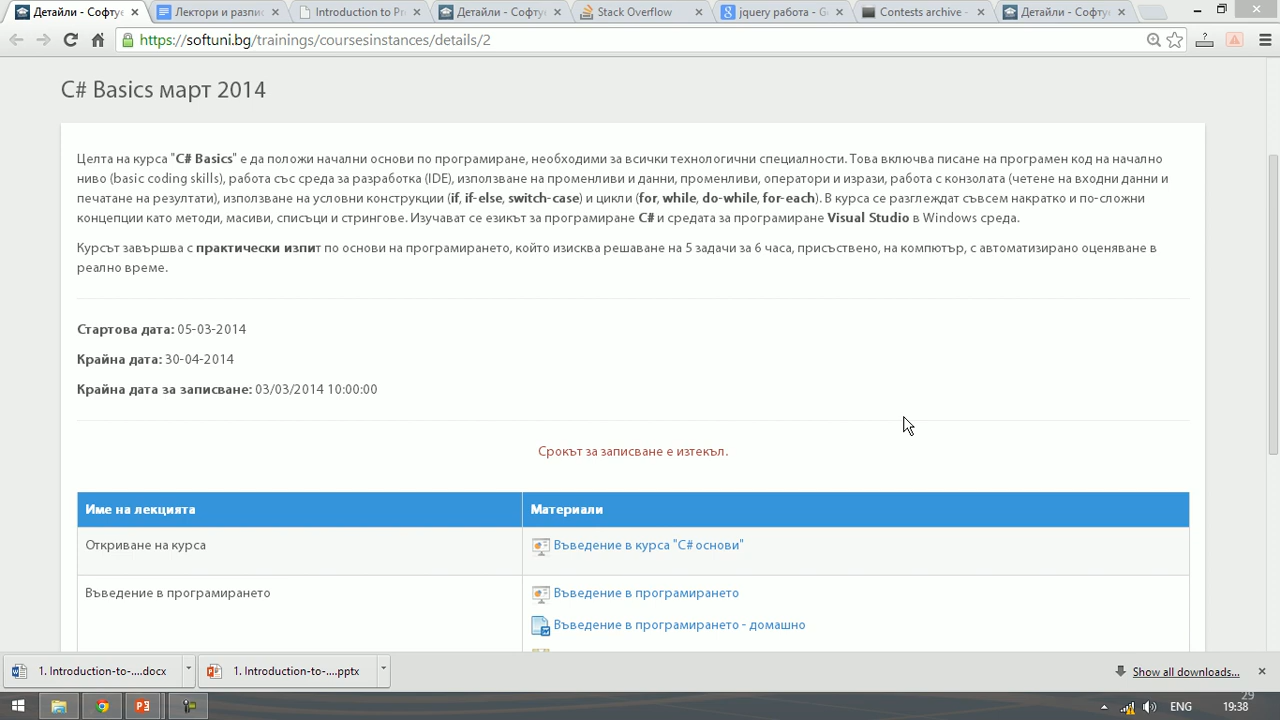 Детайли - Софтуе
Лектори и разпис
Introduction to Pr
Детайли - Софту
Stack Overflow
jquery работа - G
Contests archive -
Детайли - Софту
https://softuni.bg/trainings/coursesinstances/details/2
C# Basics март 2014
Целта на курса "C# Basics" е да положи начални основи по програмиране, необходими за всички технологични специалности. Това включва писане на програмен код на начално
ниво (basic coding skills), работа със среда за разработка (IDE), използване на променливи и данни, променливи, оператори и изрази, работа с конзолата (четене на входни данни и
печатане на резултати), използване на условни конструкции (if, if-else, switch-case) и цикли (for, while, do-while, for-each). В курса се разглеждат съвсем накратко и по-сложни
концепции като методи, масиви, списъци и стрингове. Изучават се езикът за програмиране C# и средата за програмиране Visual Studio в Windows среда.
Курсът завършва с практически изпит по основи на програмирането, който изисква решаване на 5 задачи за 6 часа, присъствено, на компютър, с автоматизирано оценяване в
реално време.
Стартова дата: 05-03-2014
Крайна дата: 30-04-2014
Крайна дата за записване: 03/03/2014 10:00:00
Срокът за записване е изтекъл.
Име на лекцията Материали
Откриване на курса Въведение в курса "C# основи"
Въведение в програмирането Въведение в програмирането
Въведение в програмирането - домашно
1. Introduction-to-....docx 1. Introduction-to-....pptx Show all downloads...
29
ENG 19:38